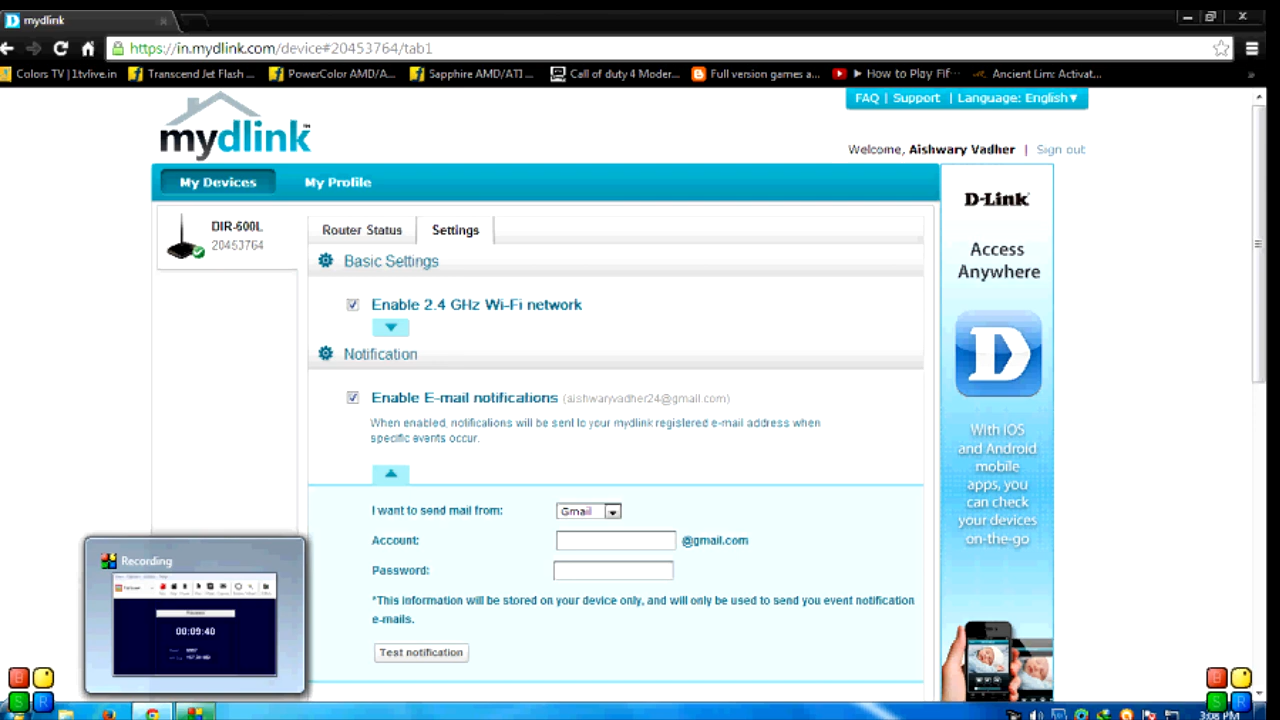 mydlink
https://in.mydlink.com/device#20453764/tab1
Colors TV | 1tvlive.in
Transcend Jet Flash ...
PowerColor AMD/A...
Sapphire AMD/ATI ...
Call of duty 4 Moder...
Full version games a...
► How to Play Fif...
Ancient Lim: Activat...
»
FAQ | Support | Language: English▼
mydlink™
Welcome, Aishwary Vadher | Sign out
My Devices
My Profile
DIR-600L
20453764
Router Status
Settings
Basic Settings
Enable 2.4 GHz Wi-Fi network
Notification
Enable E-mail notifications (aishwaryvadher24@gmail.com)
When enabled, notifications will be sent to your mydlink registered e-mail address when
specific events occur.
I want to send mail from:
Gmail
Account:
@gmail.com
Password:
*This information will be stored on your device only, and will only be used to send you event notification
e-mails.
Test notification
D-Link
Access
Anywhere
D
With iOS
and Android
mobile
apps, you
can check
your devices
on-the-go
Recording
00:09:40
B
S
R
B
S
R
3:08 PM